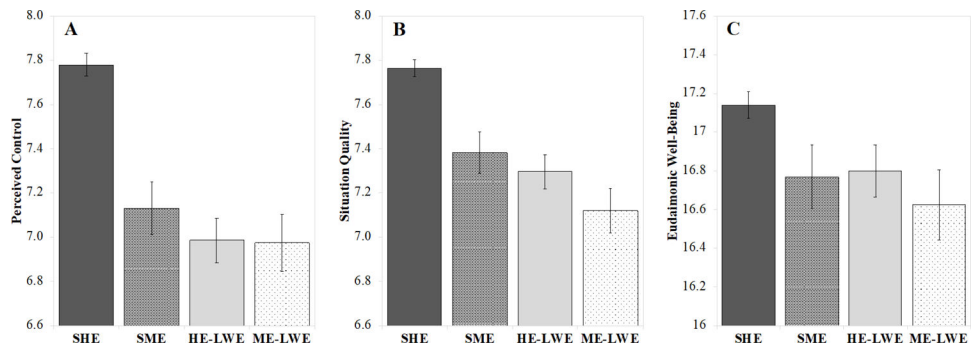 A
Perceived Control
8.0
7.8
7.6
7.4
7.2
7.0
6.8
6.6
SHE SME HE-LWE ME-LWE
B
Situation Quality
8.0
7.8
7.6
7.4
7.2
7.0
6.8
6.6
SHE SME HE-LWE ME-LWE
C
Eudaimonic Well-Being
17.6
17.4
17.2
17
16.8
16.6
16.4
16.2
16
SHE SME HE-LWE ME-LWE